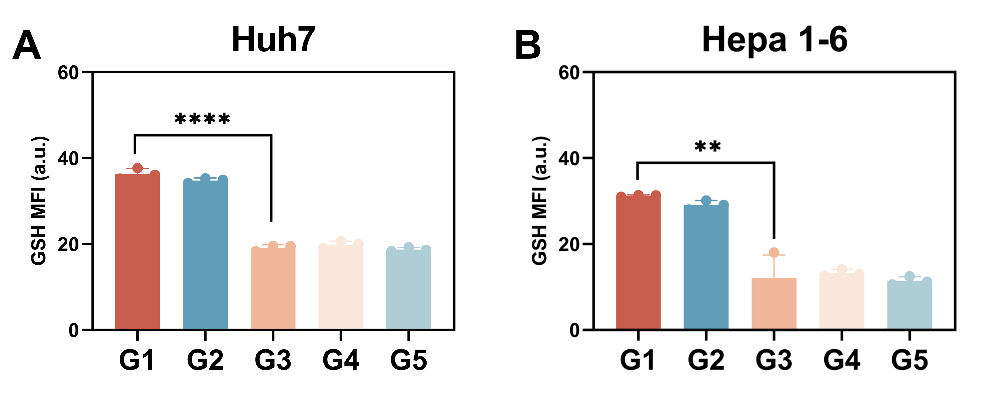 A
Huh7
GSH MFI (a.u.)
60
40
20
0
****
G1 G2 G3 G4 G5
B
Hepa 1-6
GSH MFI (a.u.)
60
40
20
0
**
G1 G2 G3 G4 G5